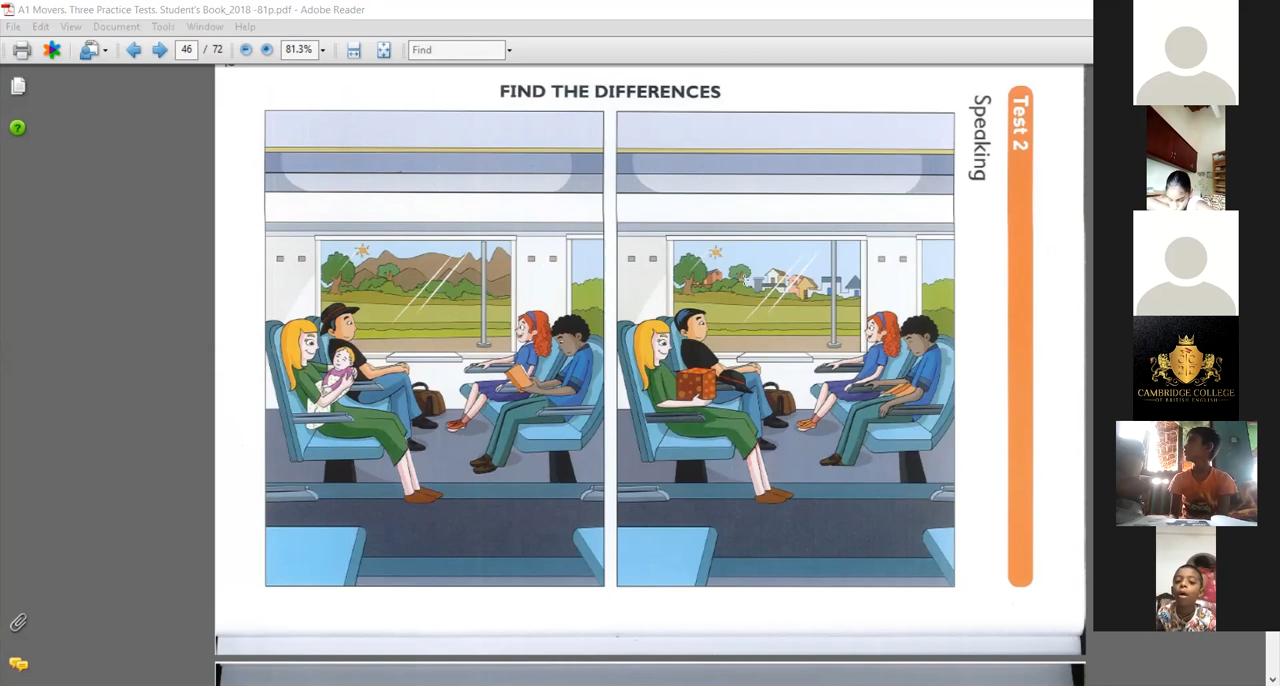 A1 Movers. Three Practice Tests. Student's Book_2018 -81p.pdf - Adobe Reader
File Edit View Document Tools Window Help
46 / 72 81.3% Find
FIND THE DIFFERENCES
Test 2
Speaking
CAMBRIDGE COLLEGE
OF BRITISH ENGLISH